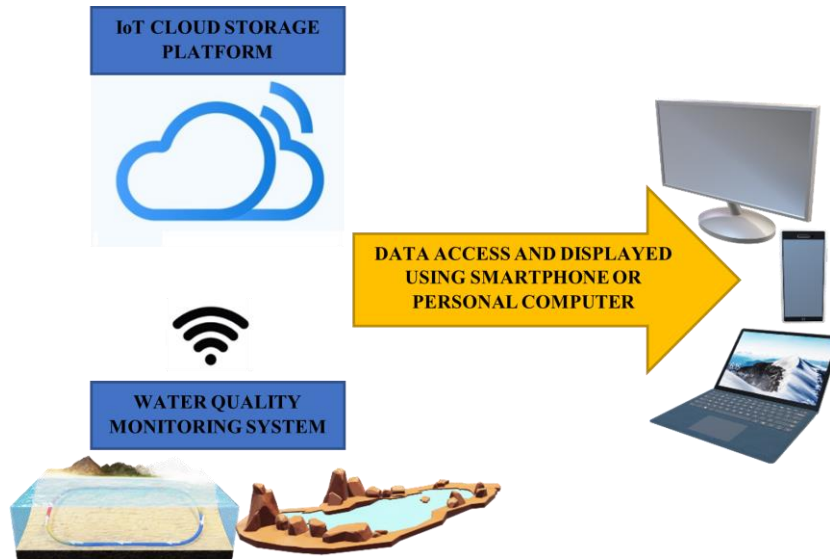 IoT CLOUD STORAGE
PLATFORM
DATA ACCESS AND DISPLAYED
USING SMARTPHONE OR
PERSONAL COMPUTER
WATER QUALITY
MONITORING SYSTEM